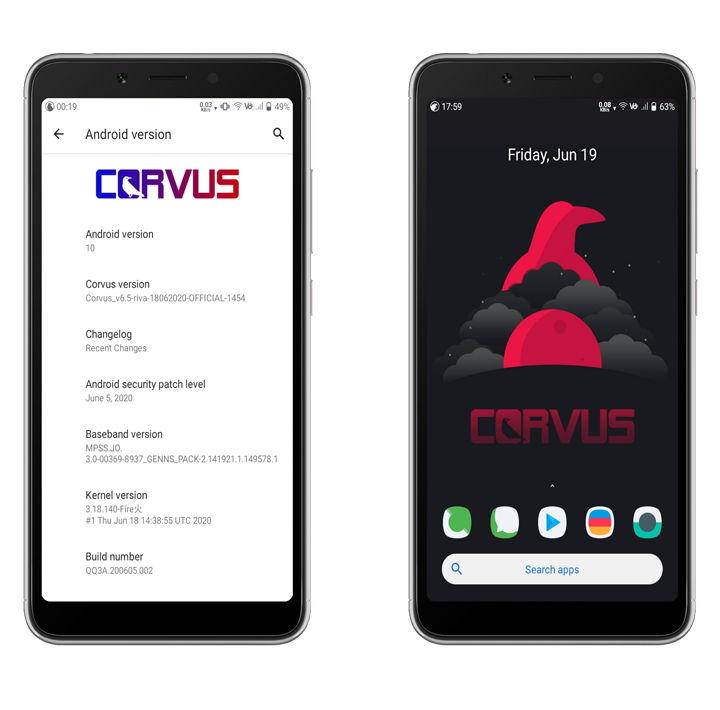 00:19
0.03
KB/s
49%
Android version
CORVUS
Android version
10
Corvus version
Corvus_v6.5-riva-18062020-OFFICIAL-1454
Changelog
Recent Changes
Android security patch level
June 5, 2020
Baseband version
MPSS.JO.
3.0-00369-8937_GENNS_PACK-2.141921.1.149578.1
Kernel version
3.18.140-Fire火
#1 Thu Jun 18 14:38:55 UTC 2020
Build number
QQ3A.200605.002
17:59
0.08
KB/s
63%
Friday, Jun 19
CORVUS
Search apps